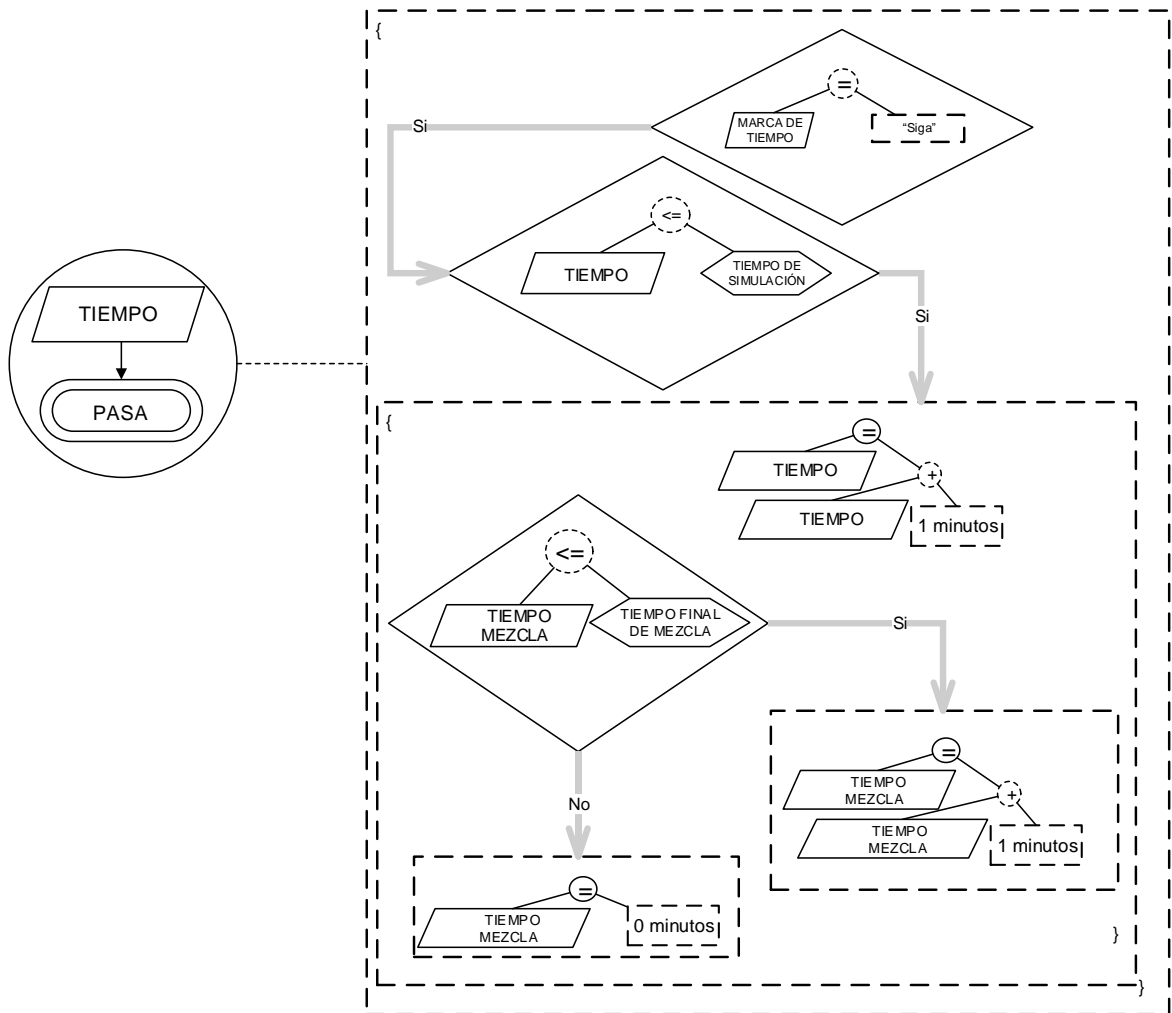 {
=
MARCA DE
TIEMPO
“Siga”
Si
<=
TIEMPO
TIEMPO DE
SIMULACIÓN
Si
TIEMPO
PASA
{
=
TIEMPO
+
TIEMPO
1 minutos
<=
TIEMPO
MEZCLA
TIEMPO FINAL
DE MEZCLA
Si
No
=
TIEMPO
MEZCLA
+
TIEMPO
MEZCLA
1 minutos
=
TIEMPO
MEZCLA
0 minutos
}
}